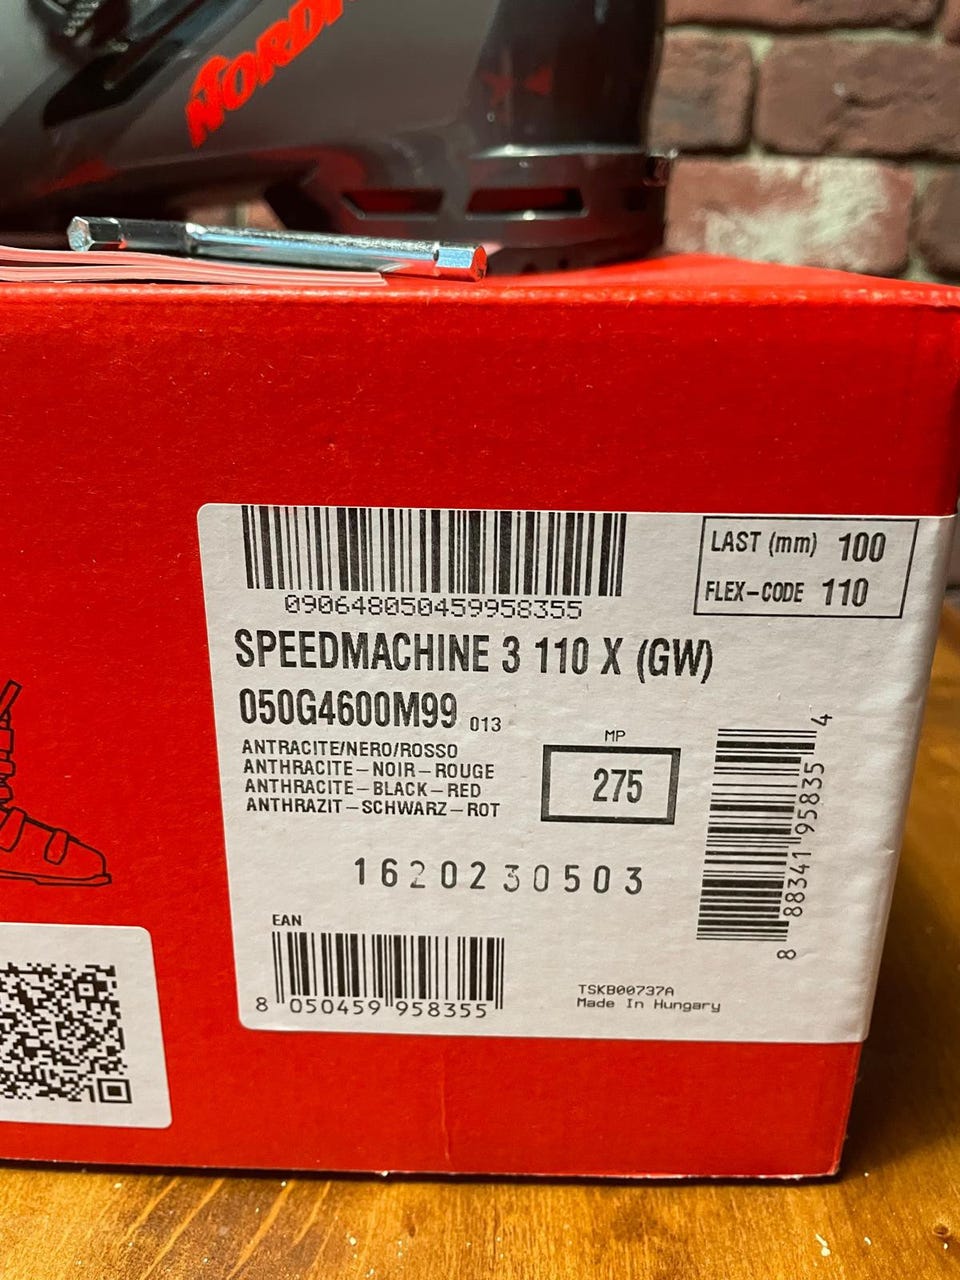 LAST (mm) 100
FLEX-CODE 110
090648050459958355
SPEEDMACHINE 3 110 X (GW)
050G4600M99 013
ANTRACITE/NERO/ROSSO
ANTHRACITE-NOIR-ROUGE
ANTHRACITE-BLACK-RED
ANTHRAZIT-SCHWARZ-ROT
MP
275
1620230503
8 88341 95835 4
EAN
8 050459 958355
TSKB00737A
Made In Hungary